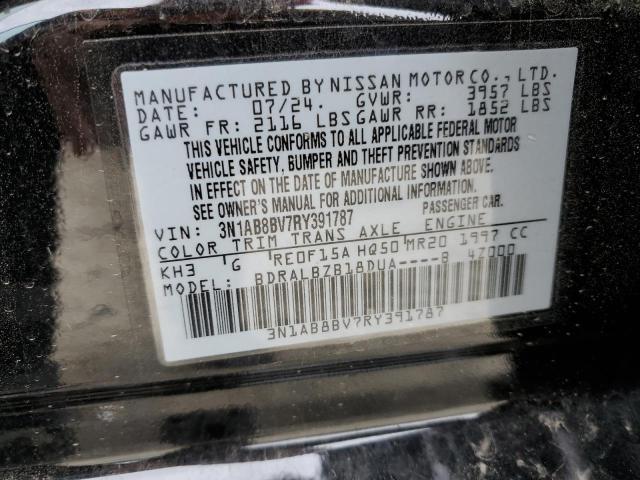 MANUFACTURED BY NISSAN MOTOR CO., LTD.
DATE: 07/24. GVWR: 3957 LBS
GAWR FR: 2116 LBS GAWR RR: 1852 LBS
THIS VEHICLE CONFORMS TO ALL APPLICABLE FEDERAL MOTOR
VEHICLE SAFETY, BUMPER AND THEFT PREVENTION STANDARDS
IN EFFECT ON THE DATE OF MANUFACTURE SHOWN ABOVE.
SEE OWNER'S MANUAL FOR ADDITIONAL INFORMATION.
VIN: 3N1AB8BV7RY391787 PASSENGER CAR.
COLOR TRIM TRANS AXLE ENGINE
KH3 G RE0F15A HQ50 MR20 1997 CC
MODEL: BDRALBZB18DUA----B 4Z000
3N1AB8BV7RY391787